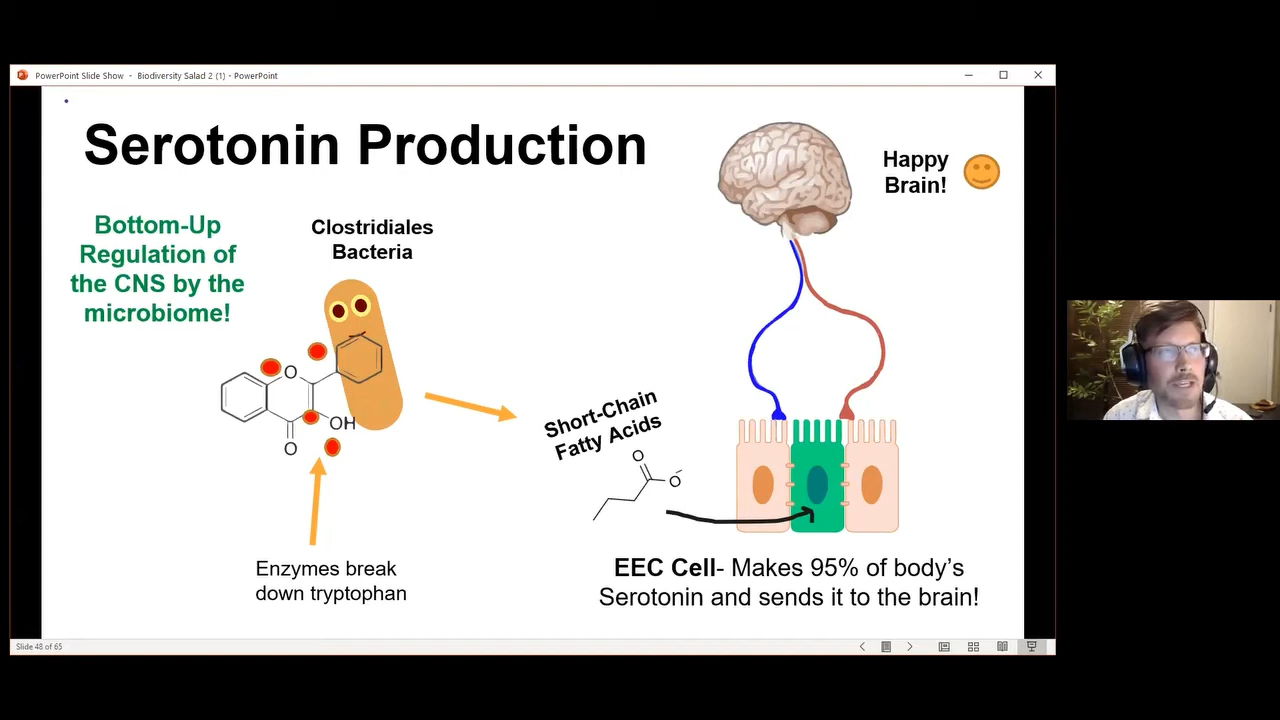 PowerPoint Slide Show - Biodiversity Salad 2 (1) - PowerPoint
Serotonin Production
Happy
Brain!
Bottom-Up
Regulation of
the CNS by the
microbiome!
Clostridiales
Bacteria
O
OH
O
Short-Chain
Fatty Acids
O
O-
Enzymes break
down tryptophan
EEC Cell- Makes 95% of body's
Serotonin and sends it to the brain!
Slide 48 of 65